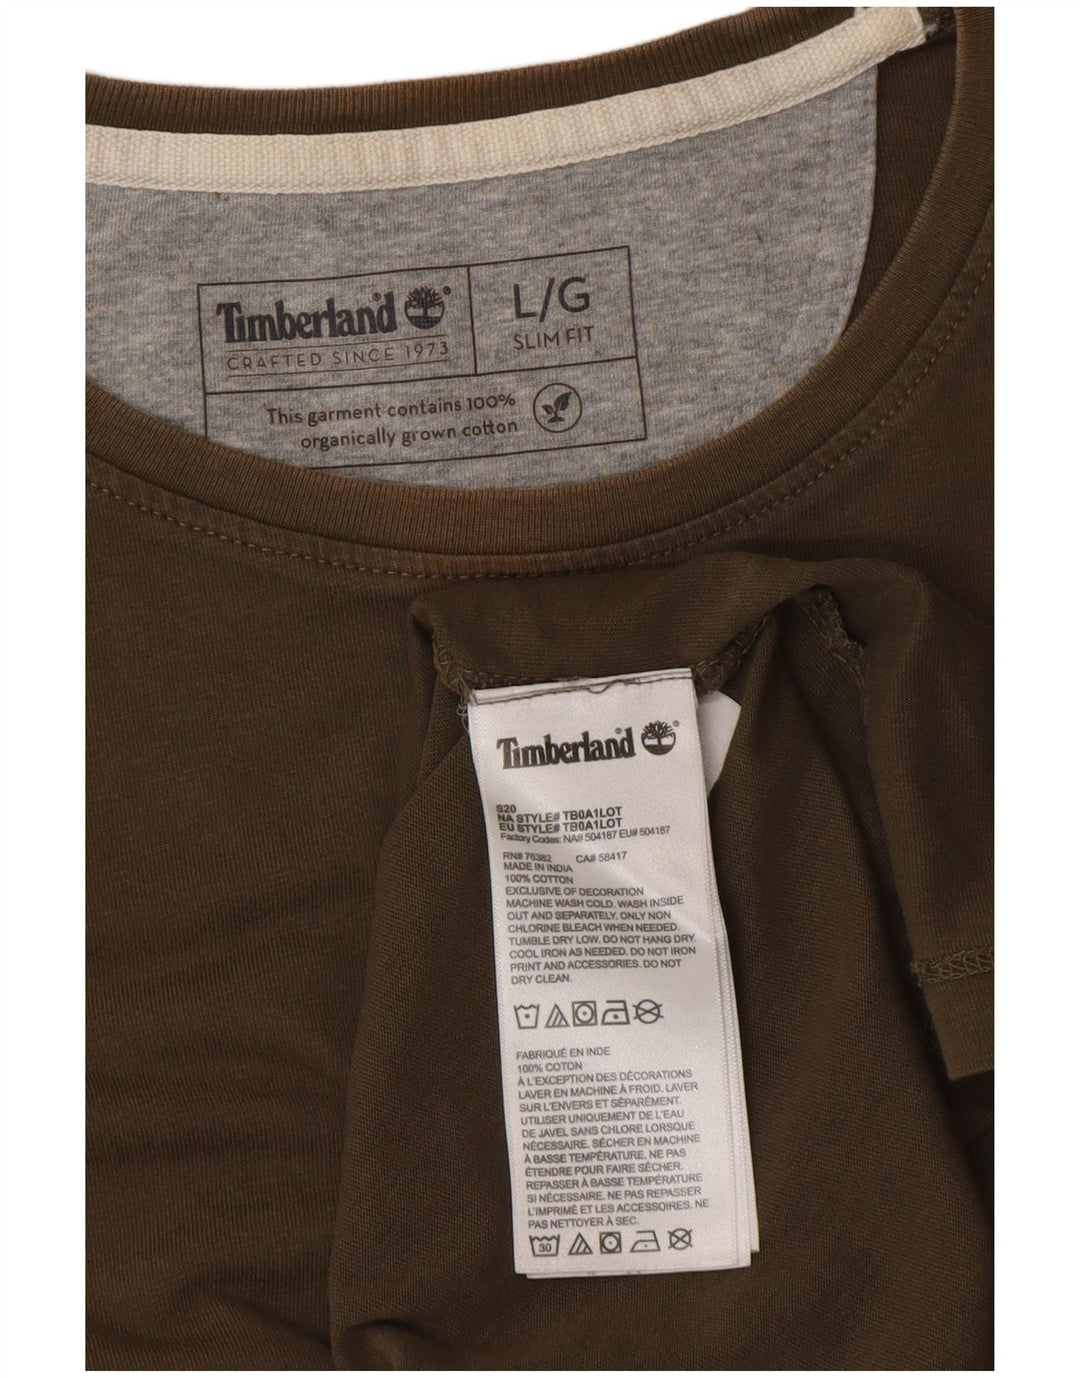 Timberland ®
CRAFTED SINCE 1973
L/G
SLIM FIT
This garment contains 100%
organically grown cotton
Timberland ®
S20
NA STYLE# TB0A1LOT
EU STYLE# TB0A1LOT
Factory Codes: NA# 504187 EU# 504187
RN# 76382 CA# 58417
MADE IN INDIA
100% COTTON
EXCLUSIVE OF DECORATION
MACHINE WASH COLD. WASH INSIDE
OUT AND SEPARATELY. ONLY NON
CHLORINE BLEACH WHEN NEEDED.
TUMBLE DRY LOW. DO NOT HANG DRY.
COOL IRON AS NEEDED. DO NOT IRON
PRINT AND ACCESSORIES. DO NOT
DRY CLEAN.
FABRIQUÉ EN INDE
100% COTON
À L'EXCEPTION DES DÉCORATIONS
LAVER EN MACHINE À FROID. LAVER
SUR L'ENVERS ET SÉPARÉMENT.
UTILISER UNIQUEMENT DE L'EAU
DE JAVEL SANS CHLORE LORSQUE
NÉCESSAIRE. SÉCHER EN MACHINE
À BASSE TEMPÉRATURE. NE PAS
ÉTENDRE POUR FAIRE SÉCHER.
REPASSER À BASSE TEMPÉRATURE
SI NÉCESSAIRE. NE PAS REPASSER
L'IMPRIMÉ ET LES ACCESSOIRES. NE
PAS NETTOYER À SEC.
30